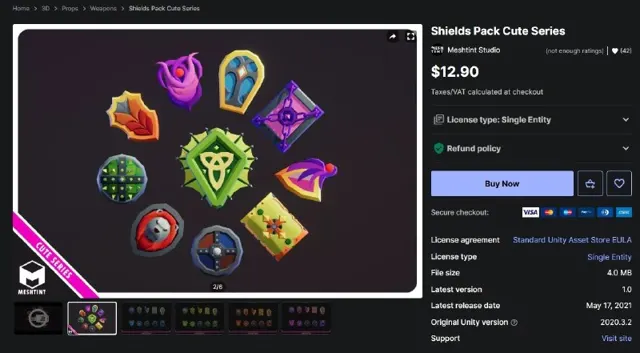 Home > 3D > Props > Weapons > Shields Pack Cute Series
Shields Pack Cute Series
Meshtint Studio
(not enough ratings) | ♥ (42)
$12.90
Taxes/VAT calculated at checkout
License type: Single Entity
Refund policy
Buy Now
Secure checkout:
VISA
License agreement Standard Unity Asset Store EULA
License type Single Entity
File size 4.0 MB
Latest version 1.0
Latest release date May 17, 2021
Original Unity version 2020.3.2
Support Visit site
CUTE SERIES
MESHTINT
2/6